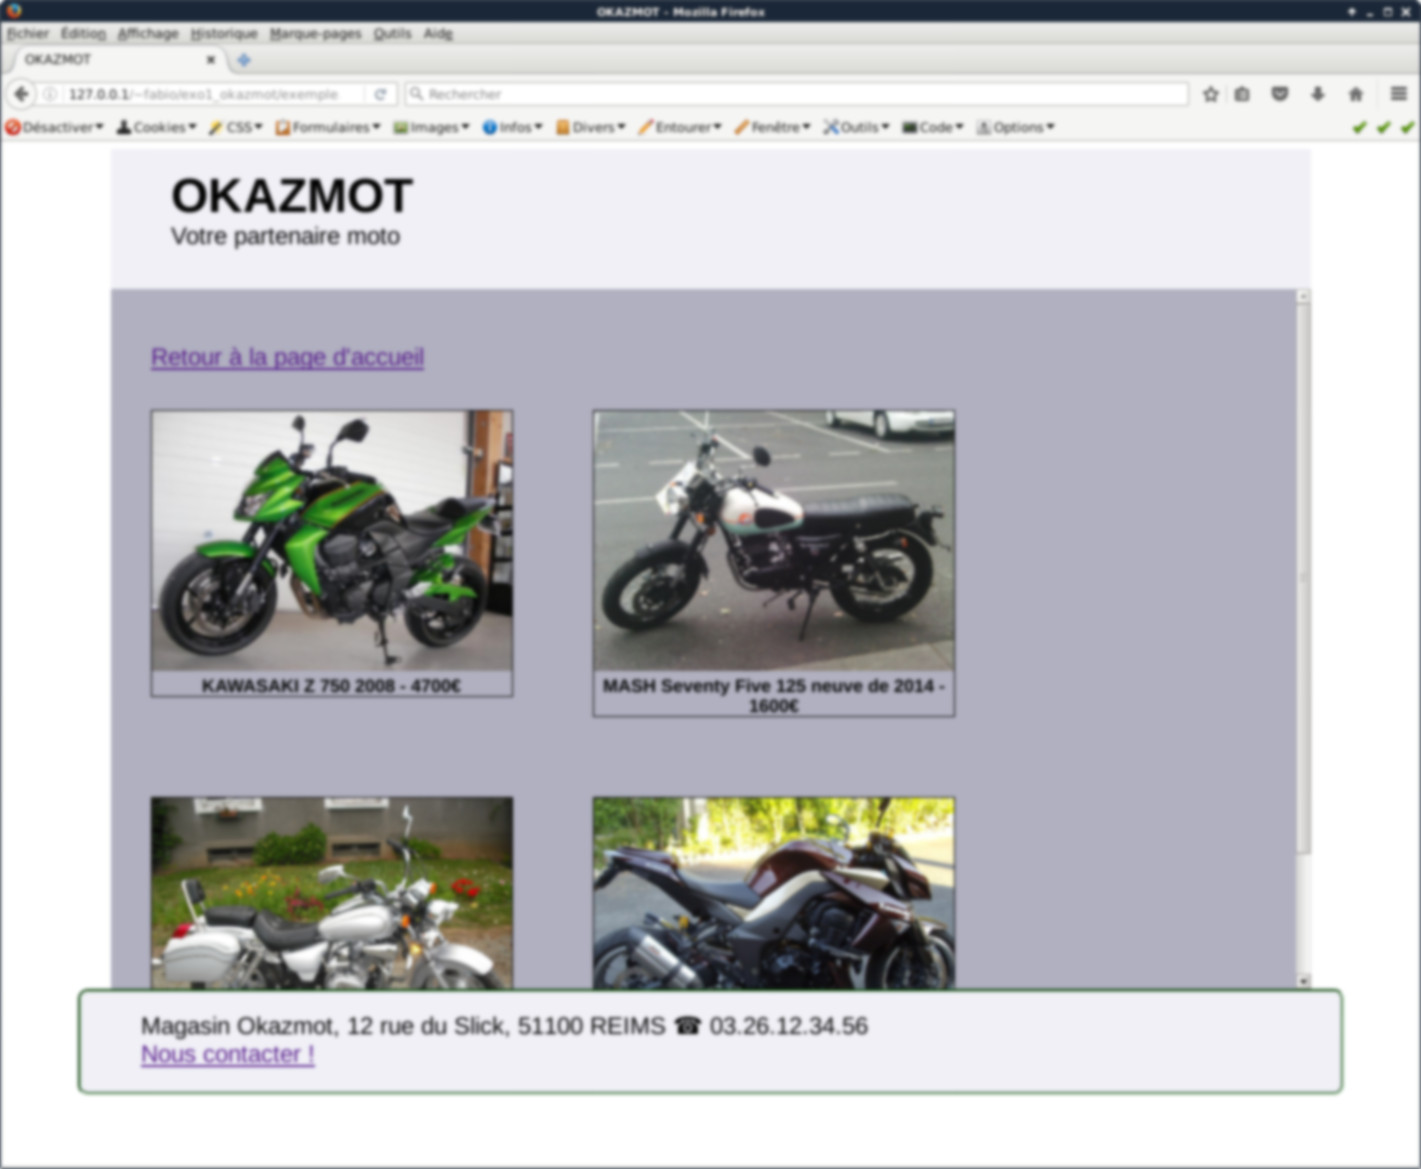 OKAZMOT - Mozilla Firefox
Fichier Édition Affichage Historique Marque-pages Outils Aide
OKAZMOT
127.0.0.1/~fabio/exo1_okazmot/exemple Rechercher
Désactiver Cookies CSS Formulaires Images Infos Divers Entourer Fenêtre Outils Code Options
OKAZMOT
Votre partenaire moto
Retour à la page d'accueil
KAWASAKI Z 750 2008 - 4700€
MASH Seventy Five 125 neuve de 2014 -
1600€
Magasin Okazmot, 12 rue du Slick, 51100 REIMS ☎ 03.26.12.34.56
Nous contacter !